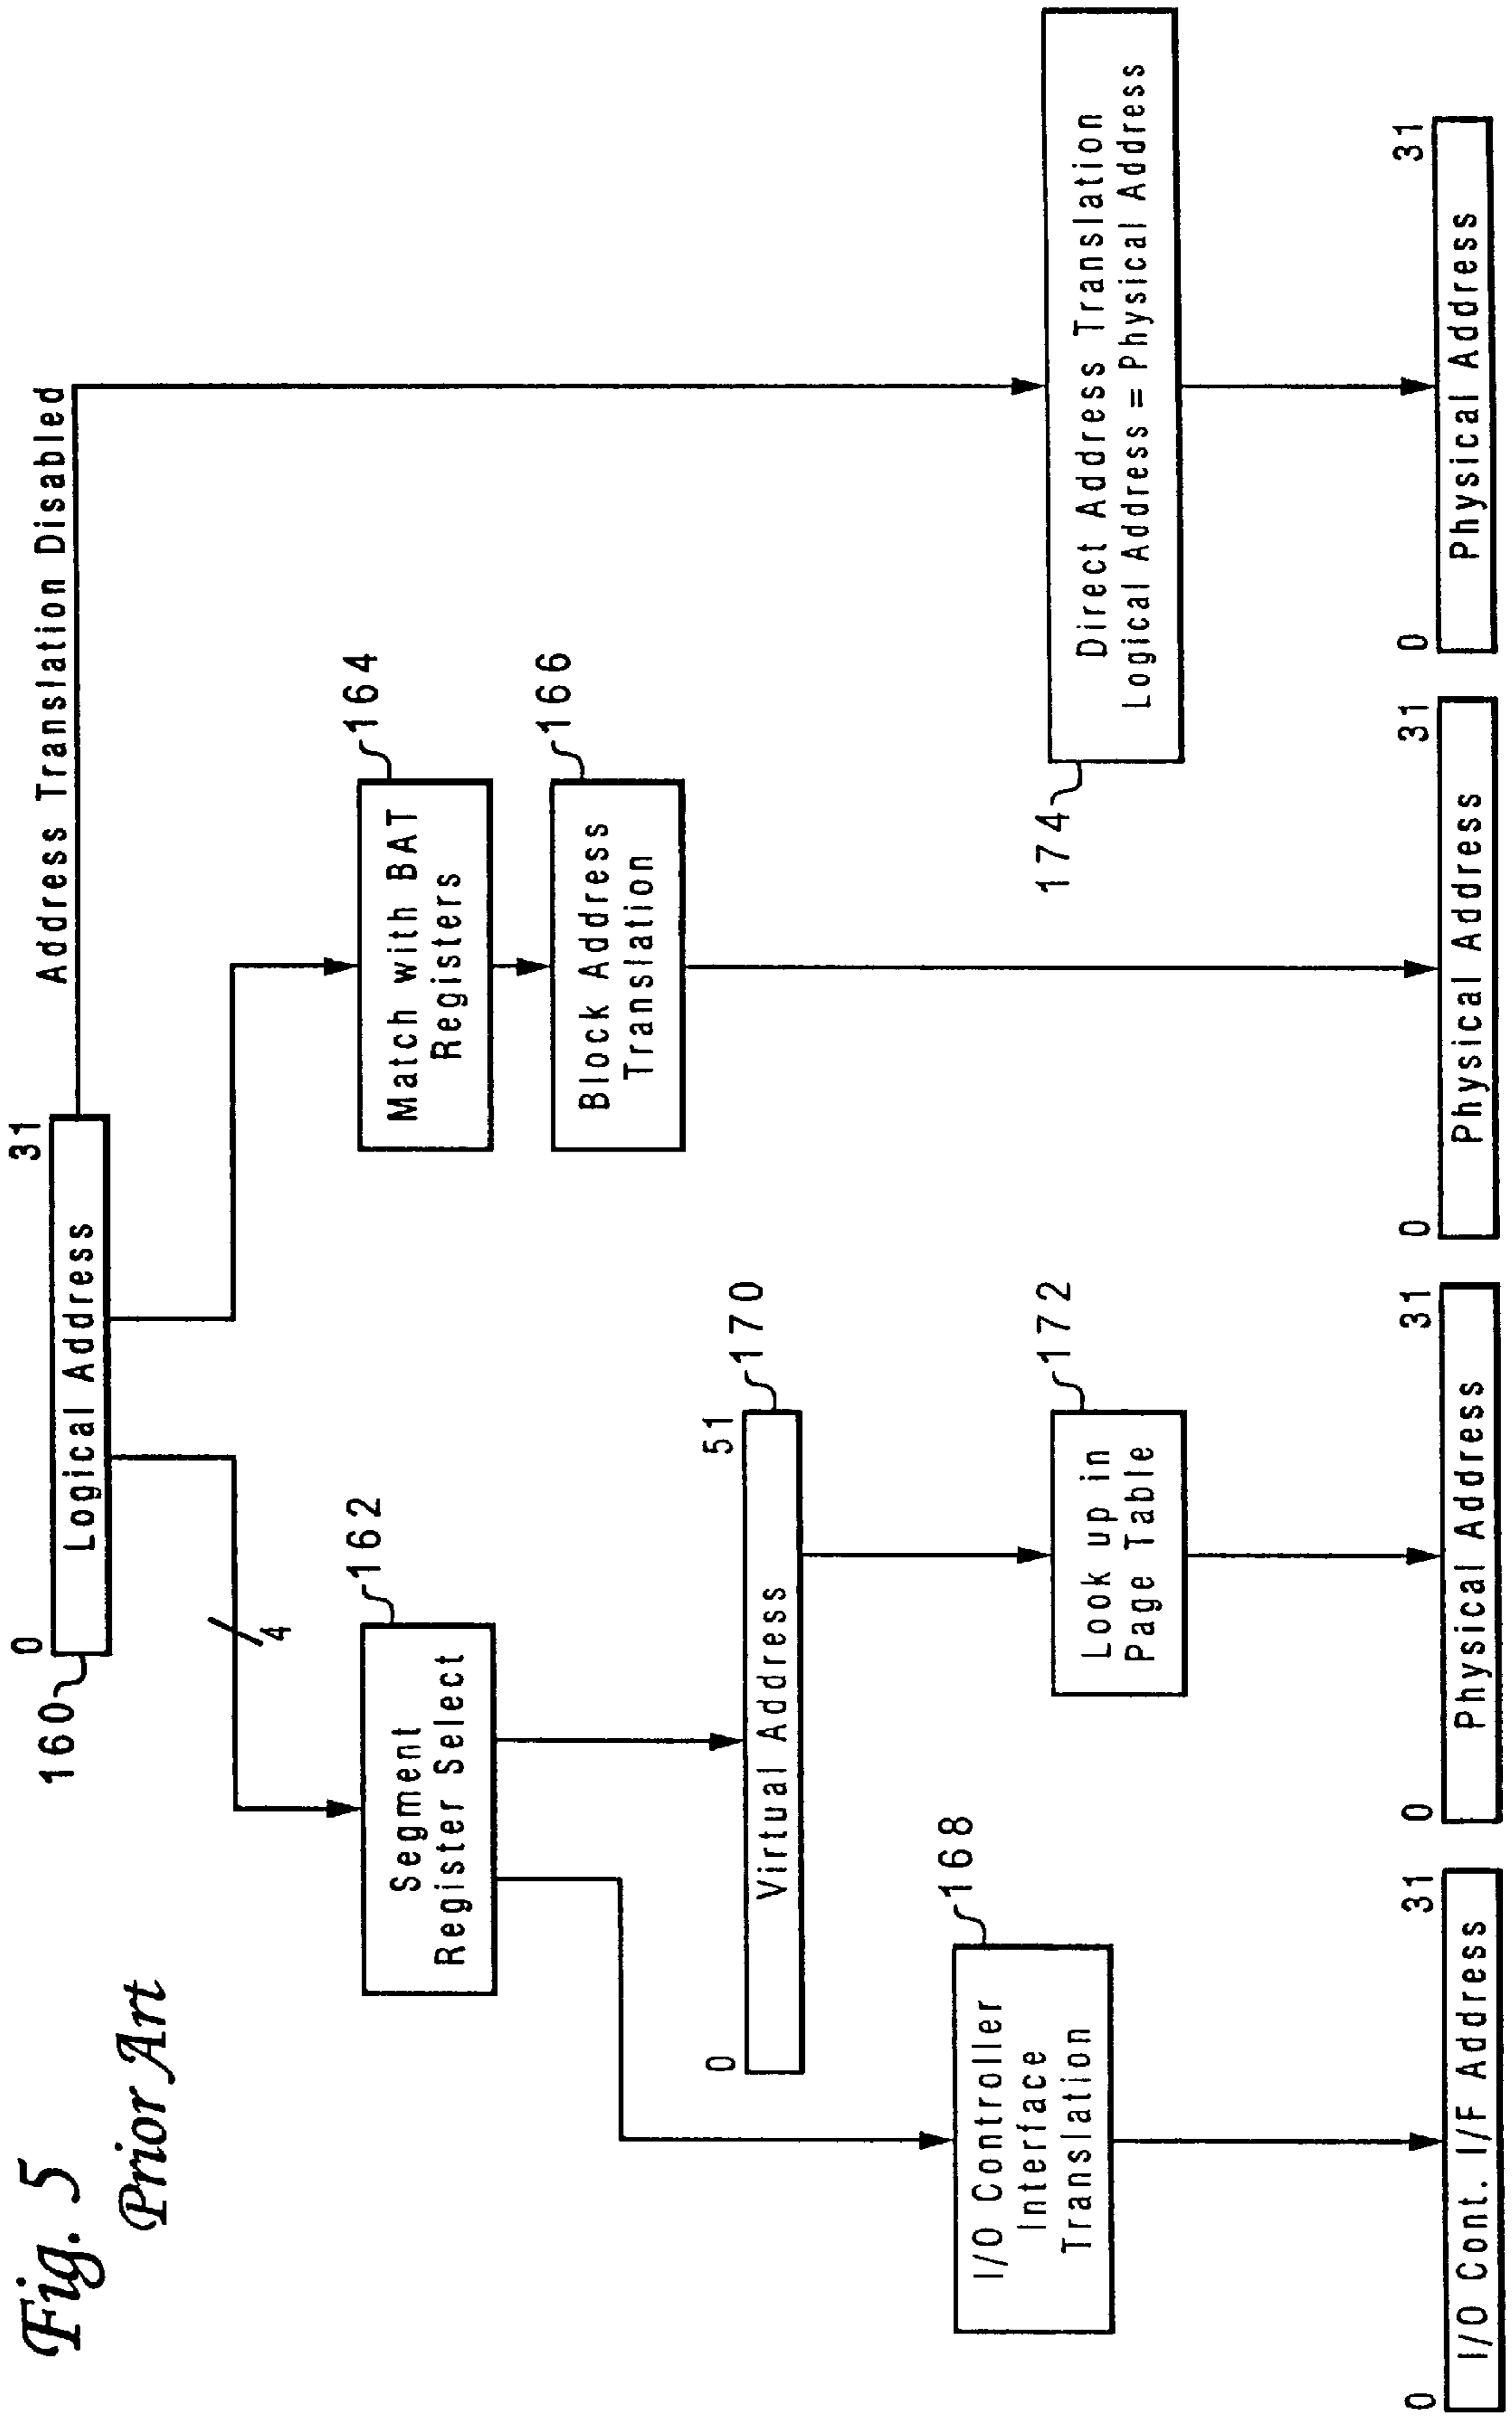 Fig. 5
Prior Art
0
31
160
Logical Address
Address Translation Disabled
4
162
Segment
Register Select
164
Match with BAT
Registers
166
Block Address
Translation
0
51
170
Virtual Address
168
I/O Controller
Interface
Translation
172
Look up in
Page Table
174
Direct Address Translation
Logical Address = Physical Address
0
31
I/O Cont. I/F Address
0
31
Physical Address
0
31
Physical Address
0
31
Physical Address